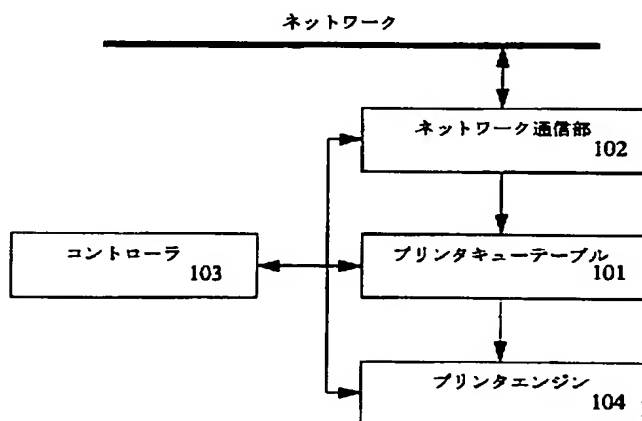 ネットワーク
ネットワーク通信部
102
コントローラ
103
プリンタキューテーブル
101
プリンタエンジン
104